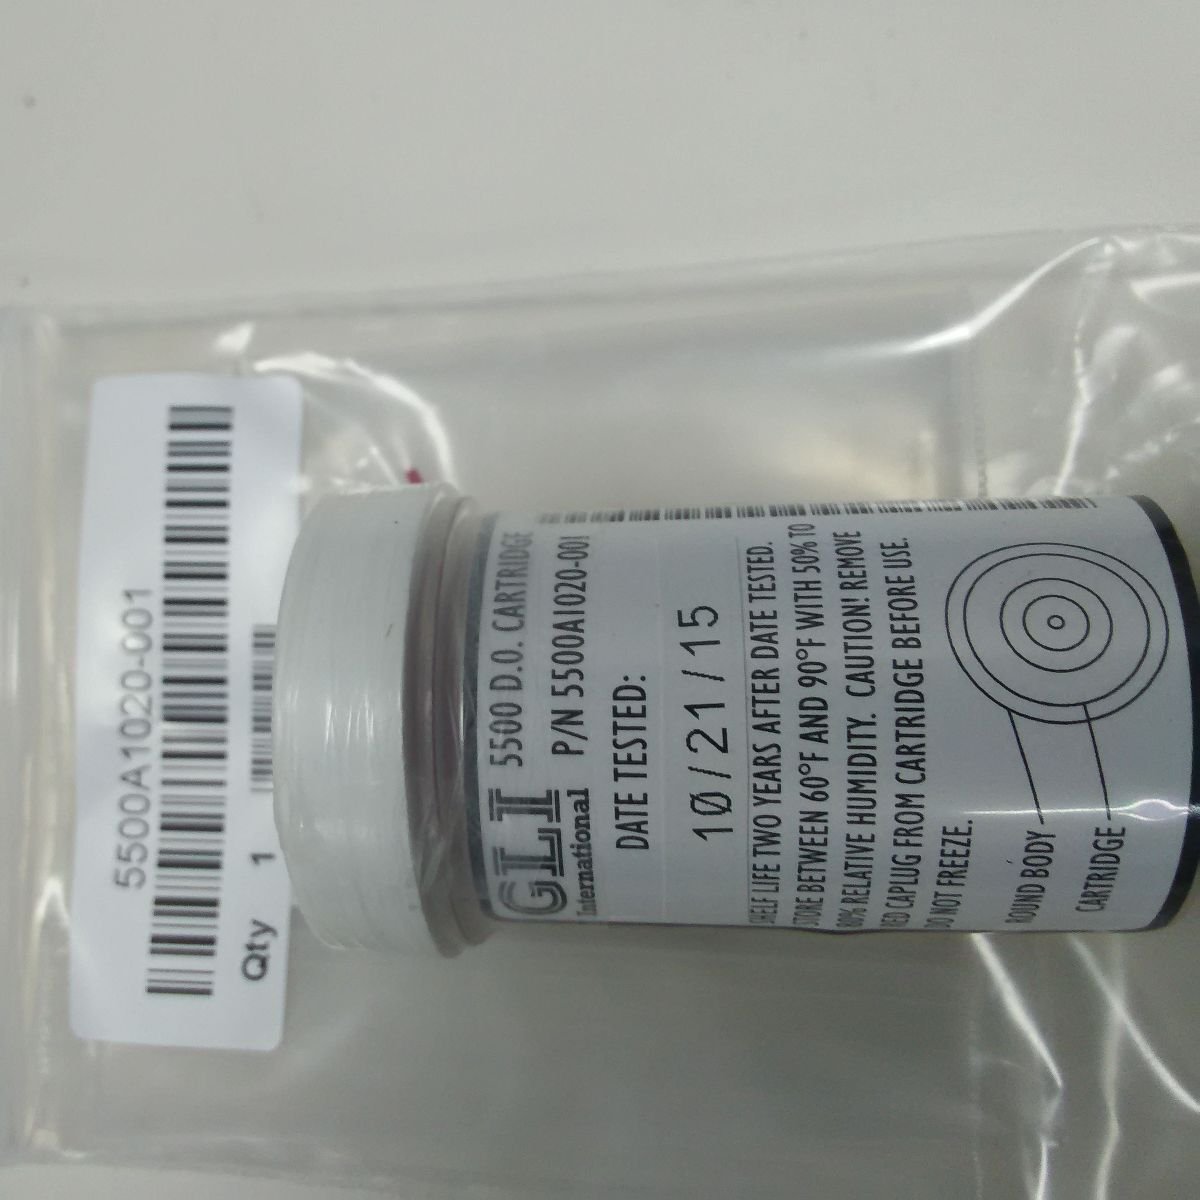 5500A1020-001
Qty 1
GLI International
5500 D.O. CARTRIDGE
P/N 5500A1020-001
DATE TESTED:
10/21/15
SHELF LIFE TWO YEARS AFTER DATE TESTED.
STORE BETWEEN 60°F AND 90°F WITH 50% TO
80% RELATIVE HUMIDITY. CAUTION! REMOVE
RED CAPLUG FROM CARTRIDGE BEFORE USE.
DO NOT FREEZE.
ROUND BODY
CARTRIDGE